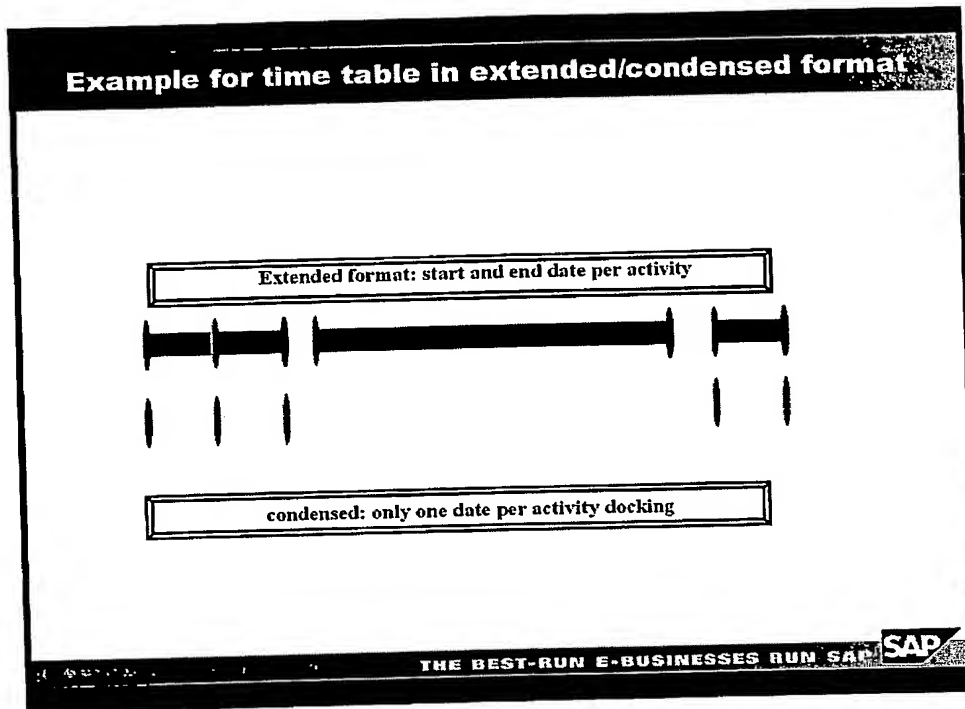 Example for time table in extended/condensed format
Extended format: start and end date per activity
condensed: only one date per activity docking
THE BEST-RUN E-BUSINESSES RUN SAP
SAP